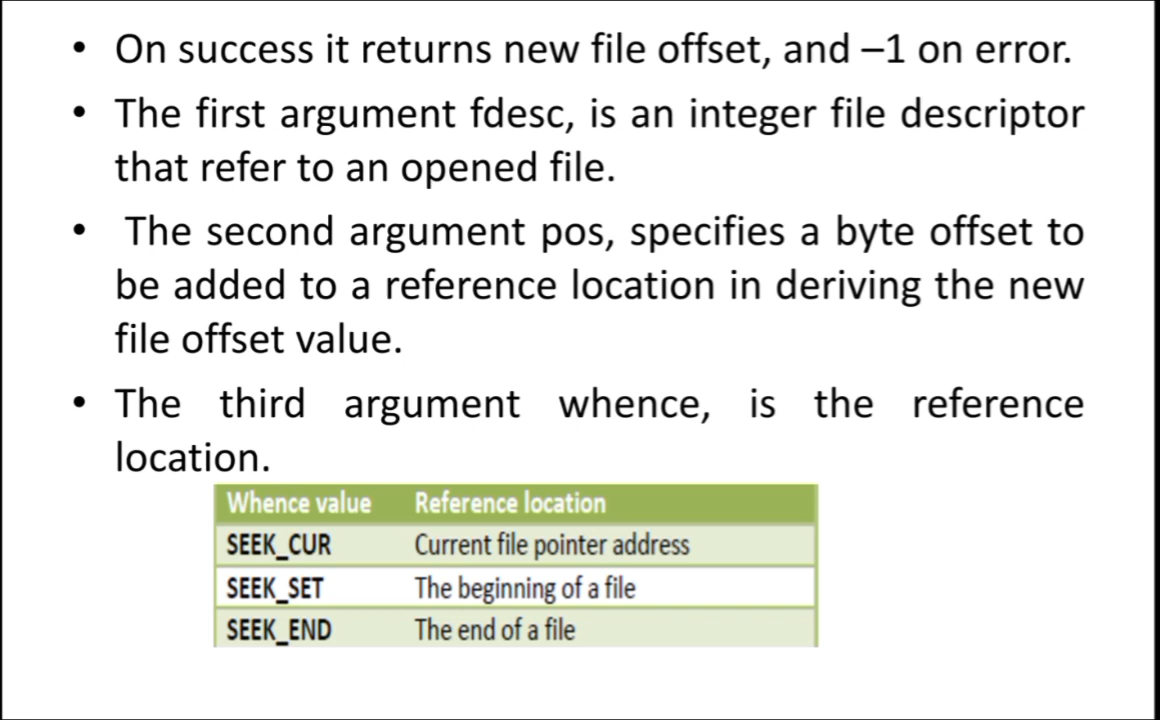 • On success it returns new file offset, and –1 on error.
• The first argument fdesc, is an integer file descriptor
that refer to an opened file.
• The second argument pos, specifies a byte offset to
be added to a reference location in deriving the new
file offset value.
• The third argument whence, is the reference
location.
Whence value Reference location
SEEK_CUR Current file pointer address
SEEK_SET The beginning of a file
SEEK_END The end of a file